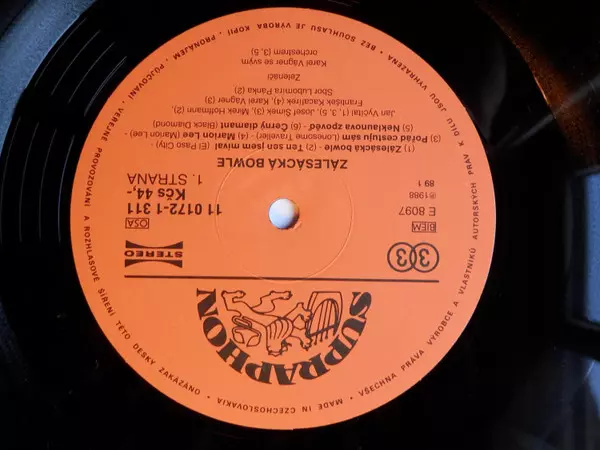 SUPRAPHON
STEREO
33
OSA
BIEM
11 0172-1 311
E 8097
Kčs 44,-
℗1988
1. STRANA
89 1
ZÁLESÁCKÁ BOWLE
(1) Zálesácká bowle - (2) Ten sen jsem míval (El Paso City) -
(3) Pořád cestuju sám (Lonesome Traveller) - (4) Marion Lee (Marion Lee)
(5) Neklanova zpověď - (6) Černý diamant (Black Diamond)
Jan Vyčítal (1, 3, 5), Josef Šimek (2), Mirek Hoffmann (2),
František Kacafírek (4), Karel Vágner (3)
Sbor Lubomíra Pánka (2)
Zelenáči
Karel Vágner se svým
orchestrem (3, 5)
MADE IN CZECHOSLOVAKIA • VŠECHNA PRÁVA VÝROBCE A VLASTNÍKŮ AUTORSKÝCH PRÁV K DÍLU JSOU VYHRAZENA • BEZ SOUHLASU JE VÝROBA KOPIÍ • PRONÁJEM • PŮJČOVÁNÍ • VEŘEJNÉ PROVOZOVÁNÍ A ROZHLASOVÉ ŠÍŘENÍ TÉTO DESKY ZAKÁZÁNO •